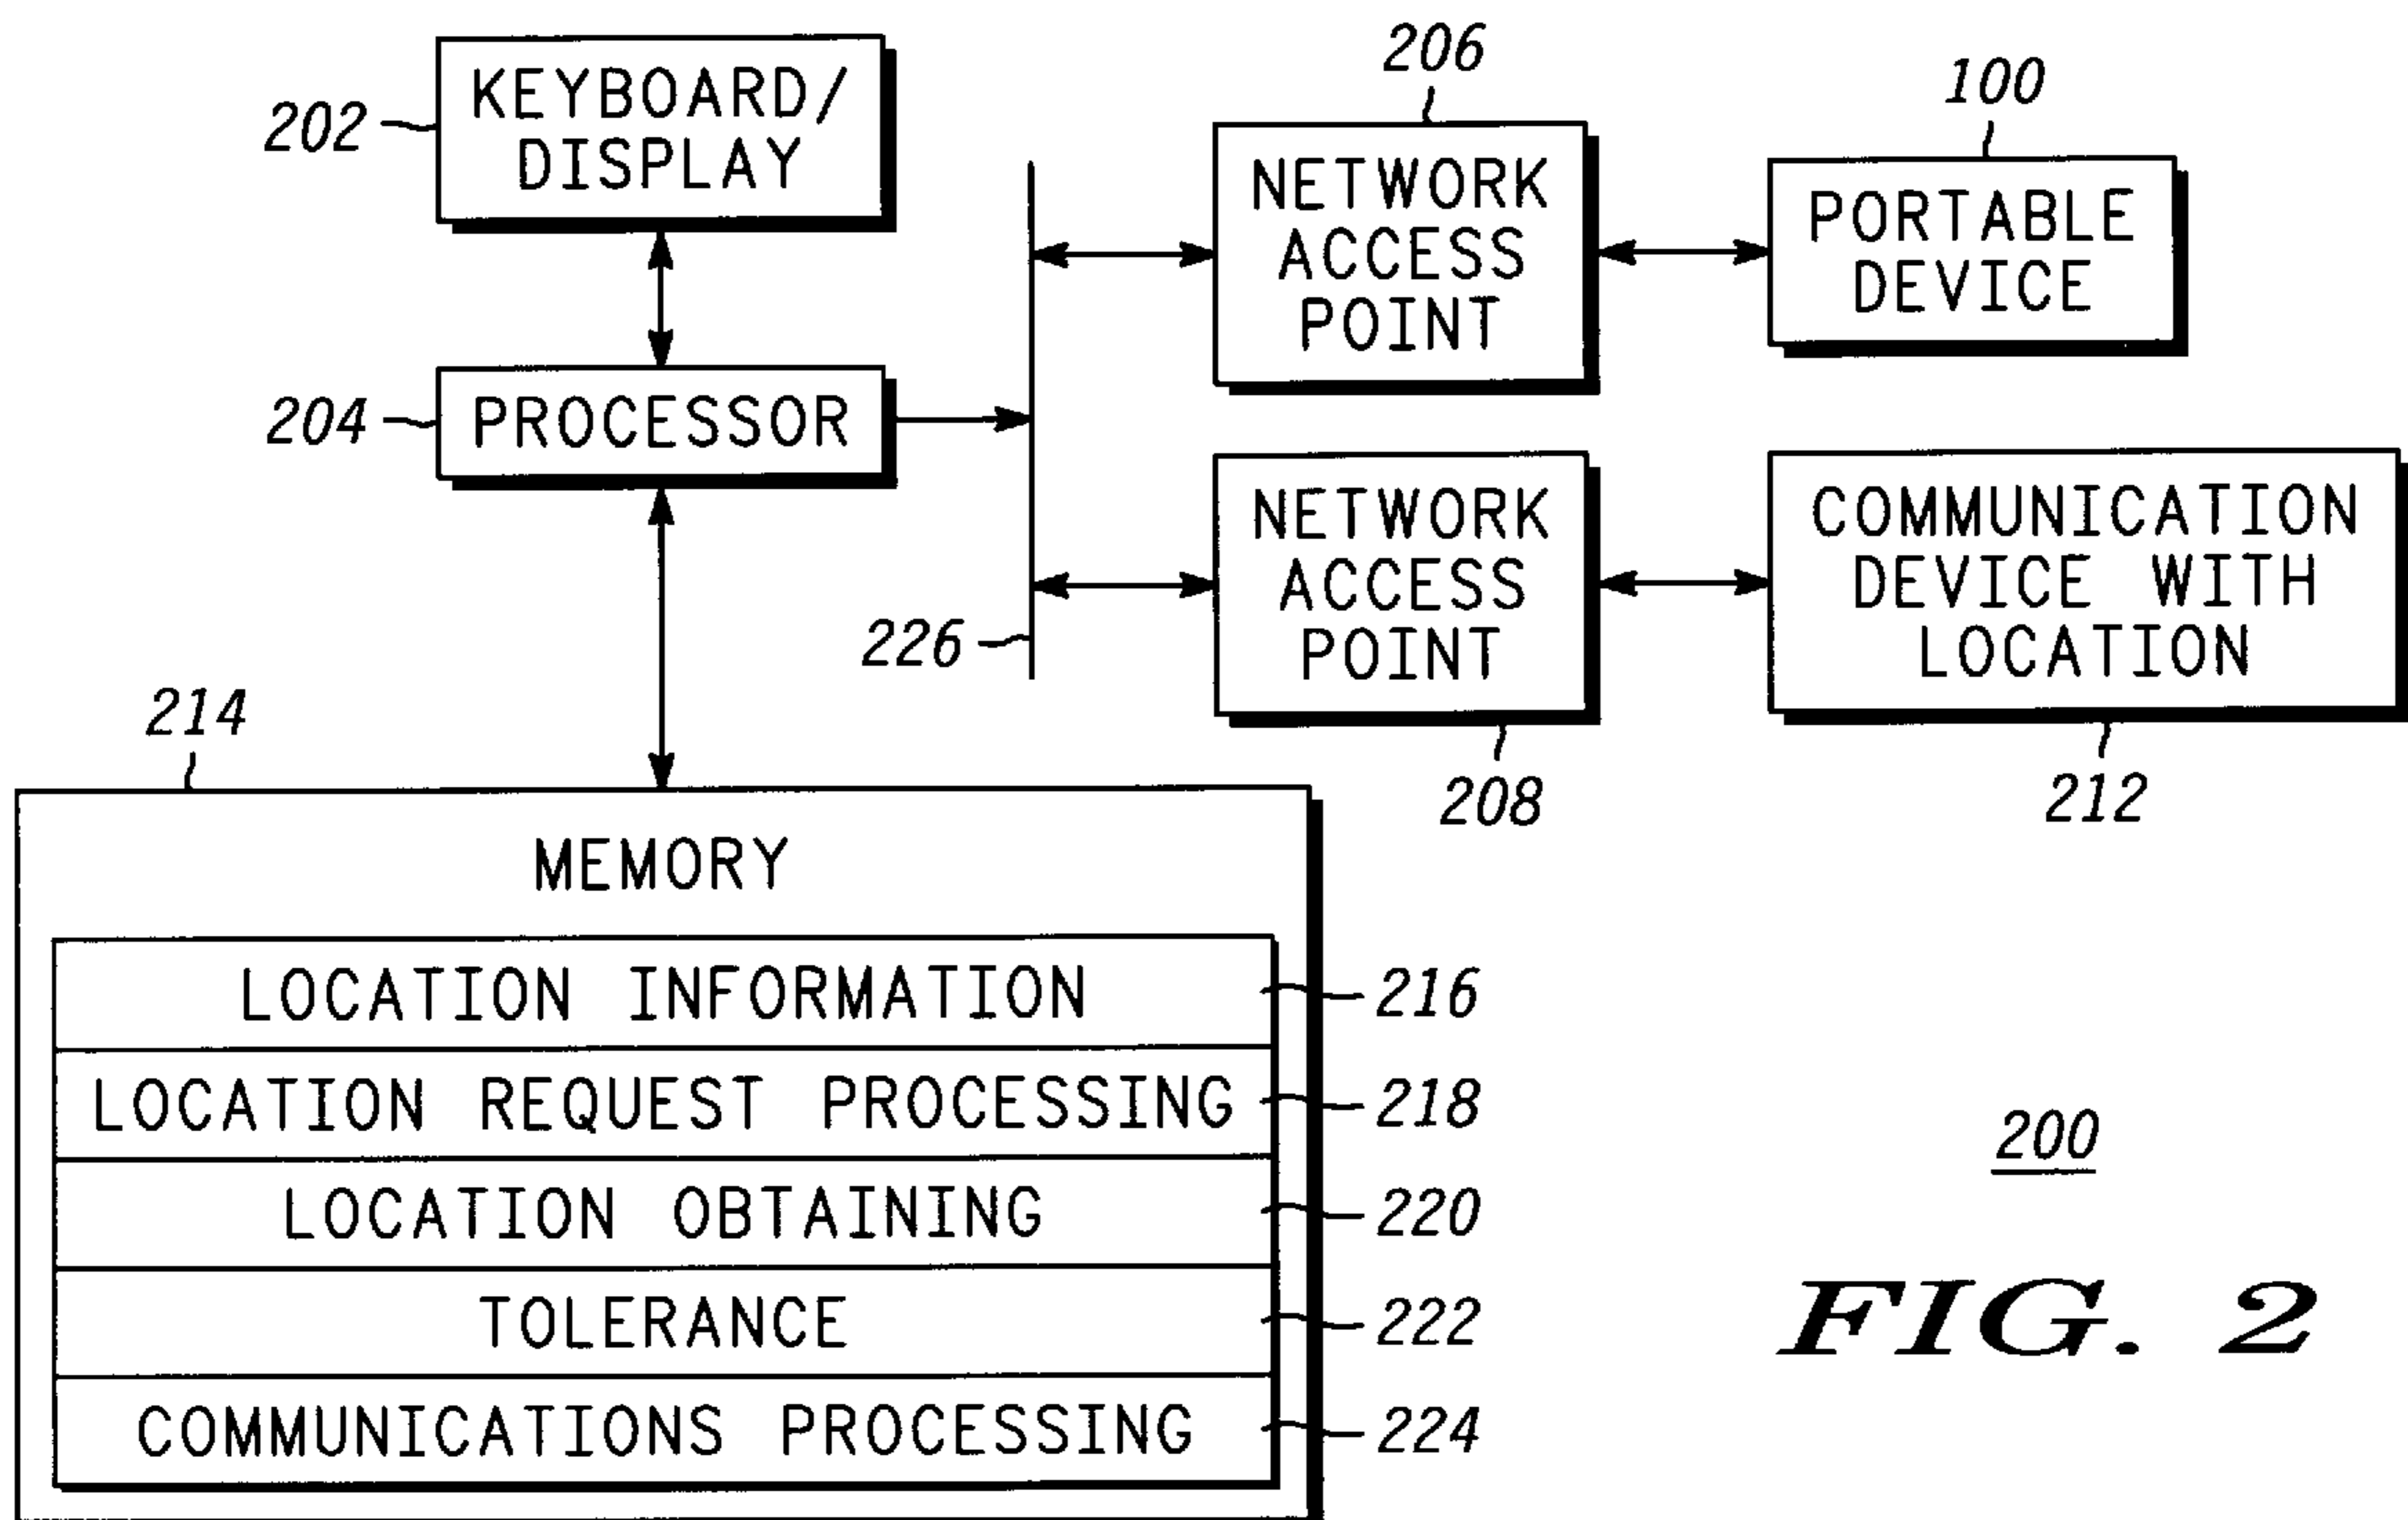 206
100
202
KEYBOARD/
DISPLAY
NETWORK
ACCESS
POINT
PORTABLE
DEVICE
204
PROCESSOR
226
NETWORK
ACCESS
POINT
COMMUNICATION
DEVICE WITH
LOCATION
208
212
214
MEMORY
LOCATION INFORMATION
216
LOCATION REQUEST PROCESSING
218
LOCATION OBTAINING
220
TOLERANCE
222
COMMUNICATIONS PROCESSING
224
200
FIG. 2